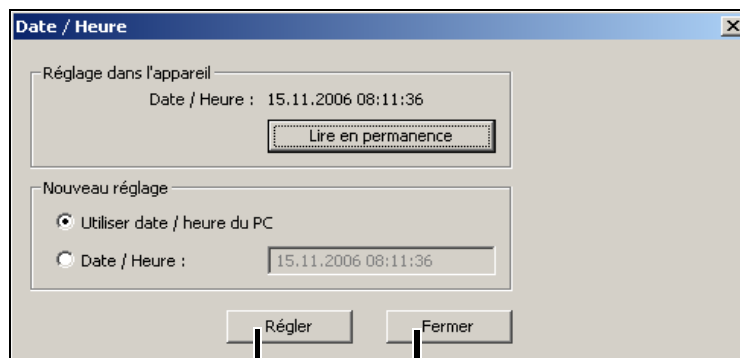 Date / Heure
Réglage dans l'appareil
Date / Heure : 15.11.2006 08:11:36
Lire en permanence
Nouveau réglage
Utiliser date / heure du PC
Date / Heure : 15.11.2006 08:11:36
Régler Fermer